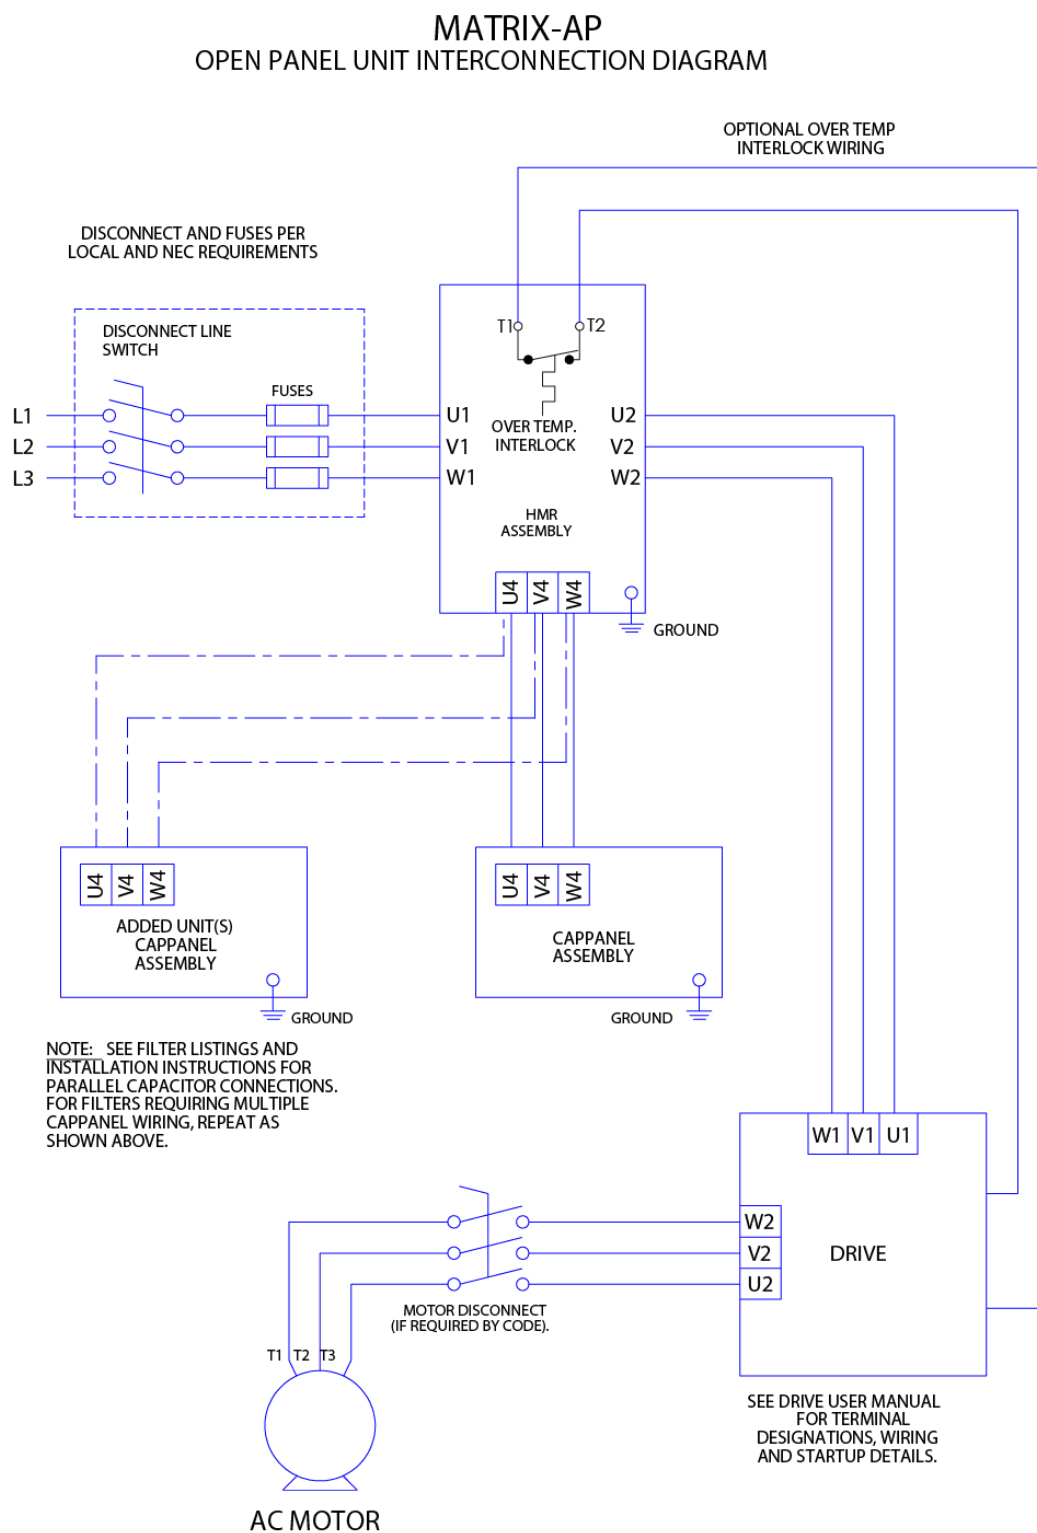 MATRIX-AP
OPEN PANEL UNIT INTERCONNECTION DIAGRAM
OPTIONAL OVER TEMP
INTERLOCK WIRING
DISCONNECT AND FUSES PER
LOCAL AND NEC REQUIREMENTS
DISCONNECT LINE
SWITCH
FUSES
L1
L2
L3
T1
T2
U1
V1
W1
OVER TEMP.
INTERLOCK
U2
V2
W2
HMR
ASSEMBLY
U4
V4
W4
GROUND
U4
V4
W4
ADDED UNIT(S)
CAPPANEL
ASSEMBLY
GROUND
U4
V4
W4
CAPPANEL
ASSEMBLY
GROUND
NOTE: SEE FILTER LISTINGS AND
INSTALLATION INSTRUCTIONS FOR
PARALLEL CAPACITOR CONNECTIONS.
FOR FILTERS REQUIRING MULTIPLE
CAPPANEL WIRING, REPEAT AS
SHOWN ABOVE.
W1
V1
U1
W2
V2
U2
DRIVE
MOTOR DISCONNECT
(IF REQUIRED BY CODE).
T1
T2
T3
SEE DRIVE USER MANUAL
FOR TERMINAL
DESIGNATIONS, WIRING
AND STARTUP DETAILS.
AC MOTOR